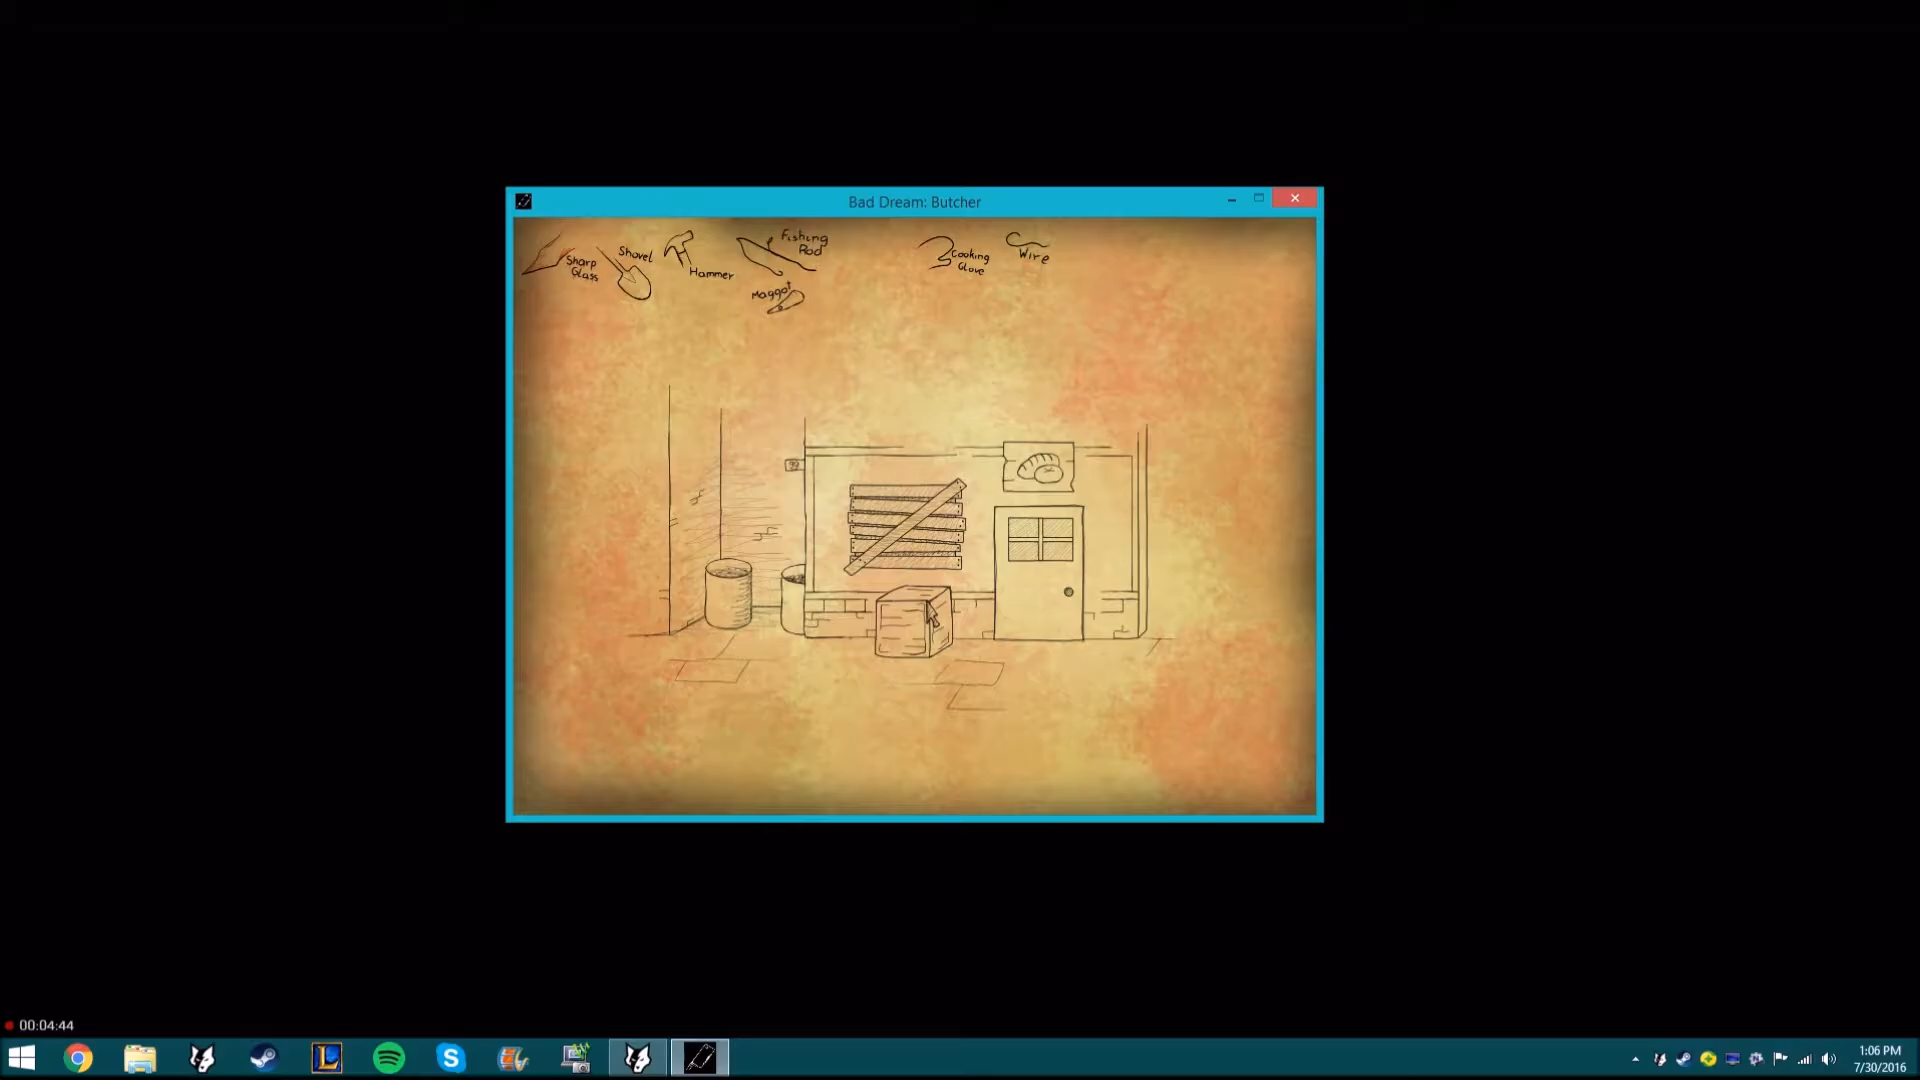 Bad Dream: Butcher
Sharp
Glass
Shovel
Hammer
Fishing
Rod
Maggot
Cooking
Glove
Wire
00:04:44
1:06 PM
7/30/2016